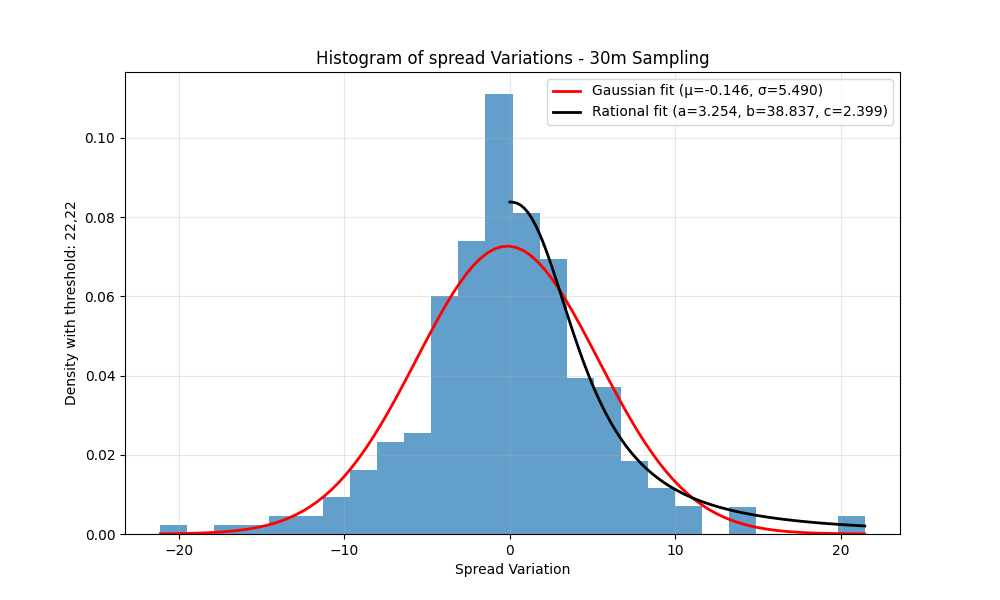 Histogram of spread Variations - 30m Sampling
Gaussian fit (μ=-0.146, σ=5.490)
Rational fit (a=3.254, b=38.837, c=2.399)
Density with threshold: 22,22
0.10
0.08
0.06
0.04
0.02
0.00
−20
−10
0
10
20
Spread Variation